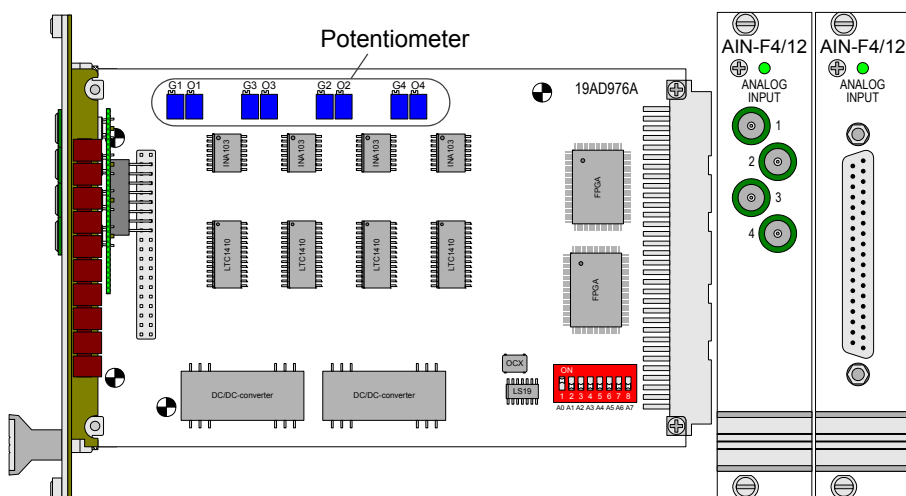 Potentiometer
G1 O1 G3 O3 G2 O2 G4 O4
19AD976A
INA103 INA103 INA103 INA103
FPGA
LTC1410 LTC1410 LTC1410 LTC1410
FPGA
DC/DC-converter DC/DC-converter
OCX
LS19
ON
1 2 3 4 5 6 7 8
A0 A1 A2 A3 A4 A5 A6 A7
AIN-F4/12
ANALOG
INPUT
1
2
3
4
AIN-F4/12
ANALOG
INPUT